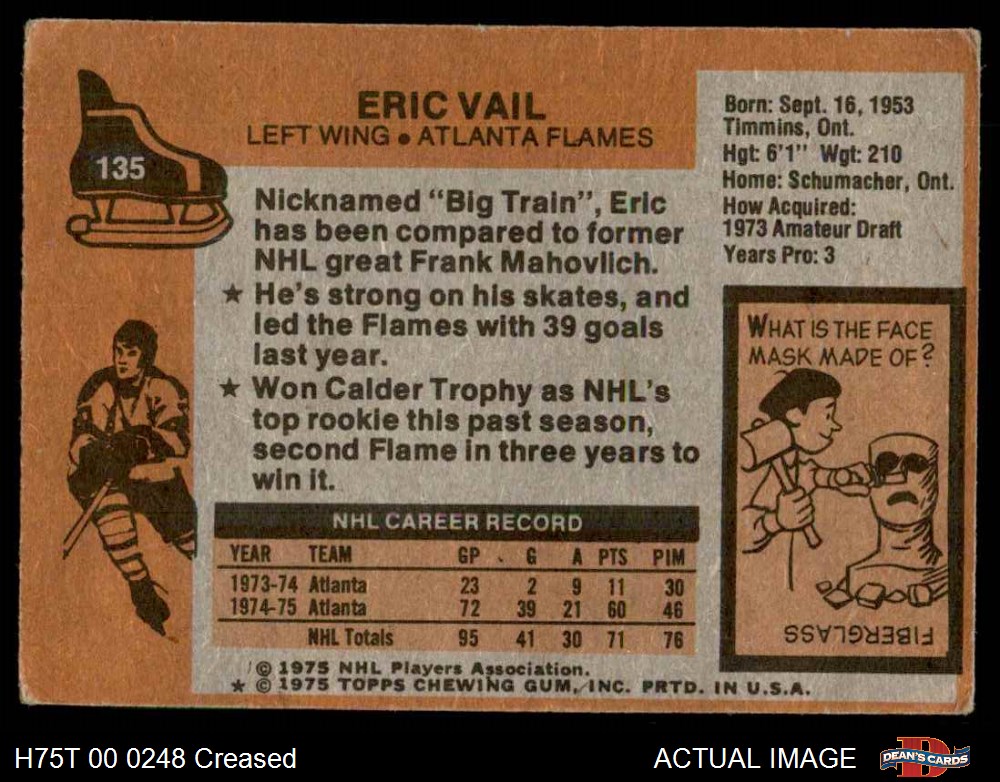 135
ERIC VAIL
LEFT WING • ATLANTA FLAMES
Nicknamed "Big Train", Eric
has been compared to former
NHL great Frank Mahovlich.
★ He's strong on his skates, and
led the Flames with 39 goals
last year.
★ Won Calder Trophy as NHL's
top rookie this past season,
second Flame in three years to
win it.
NHL CAREER RECORD
YEAR TEAM GP G A PTS PIM
1973-74 Atlanta 23 2 9 11 30
1974-75 Atlanta 72 39 21 60 46
NHL Totals 95 41 30 71 76
© 1975 NHL Players Association.
★ © 1975 TOPPS CHEWING GUM, INC. PRTD. IN U.S.A.
Born: Sept. 16, 1953
Timmins, Ont.
Hgt: 6'1" Wgt: 210
Home: Schumacher, Ont.
How Acquired:
1973 Amateur Draft
Years Pro: 3
WHAT IS THE FACE
MASK MADE OF?
FIBERGLASS
H75T 00 0248 Creased
ACTUAL IMAGE
DEAN'S CARDS